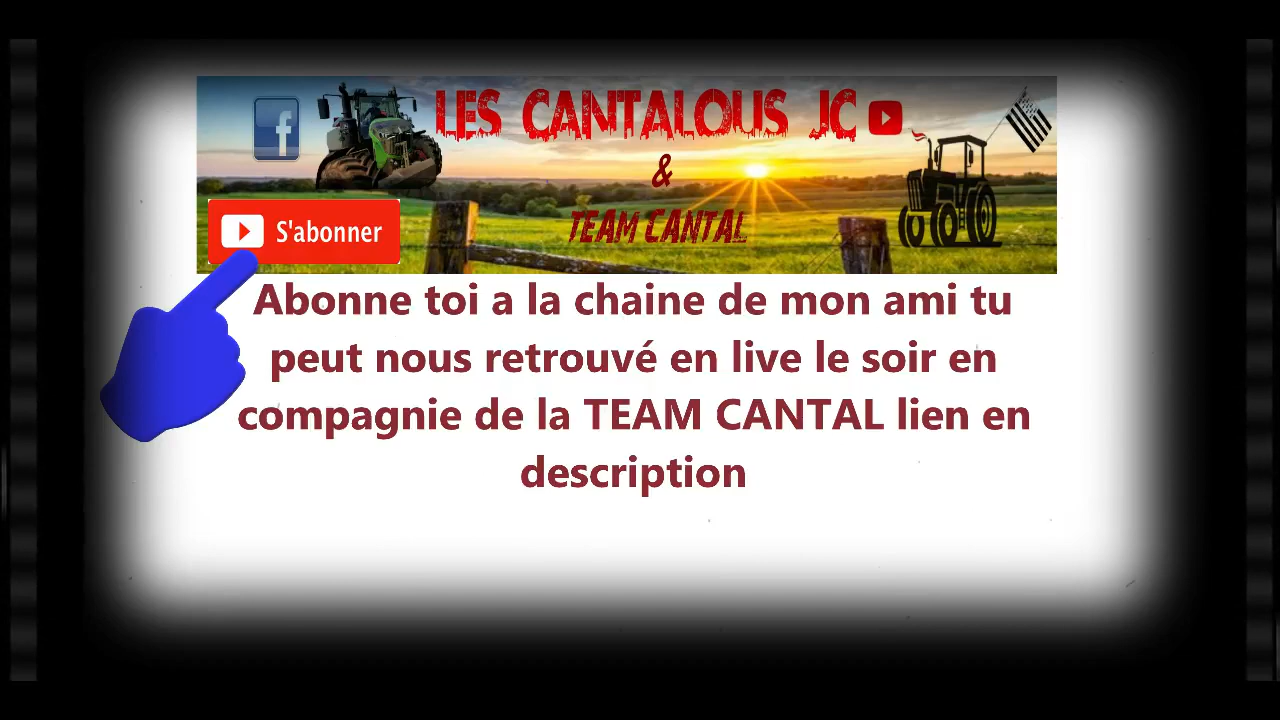 LES CANTALOUS JC
&
TEAM CANTAL
f
S'abonner
Abonne toi a la chaine de mon ami tu
peut nous retrouvé en live le soir en
compagnie de la TEAM CANTAL lien en
description